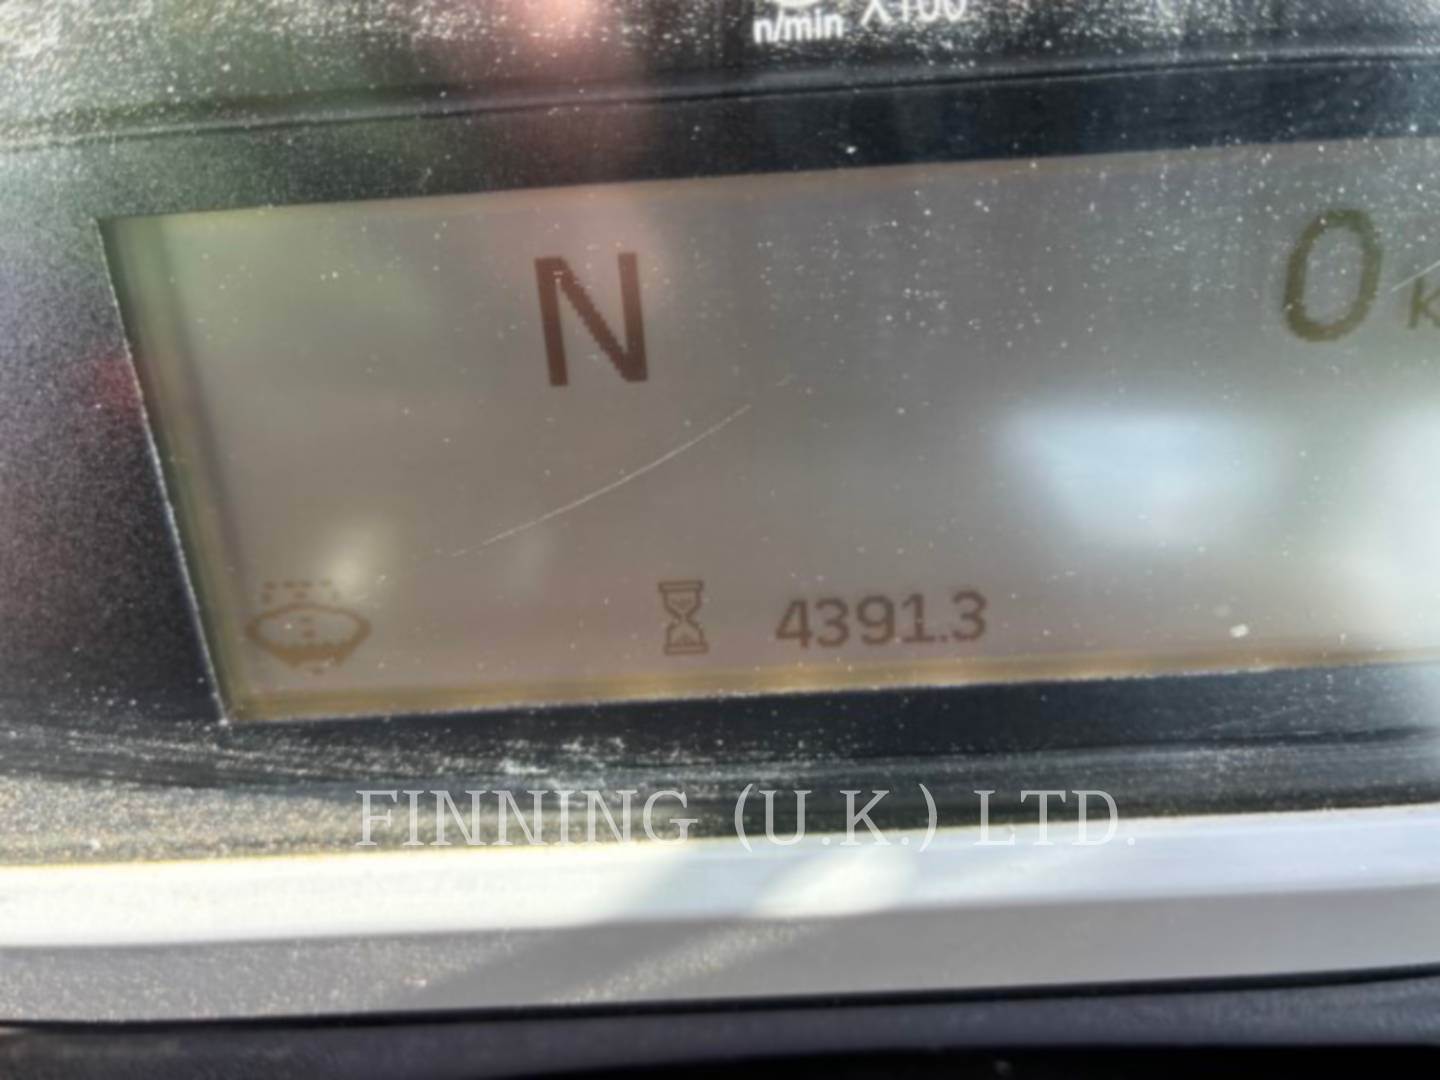 n/min X100
N 0 K
4391.3
FINNING (U.K.) LTD.